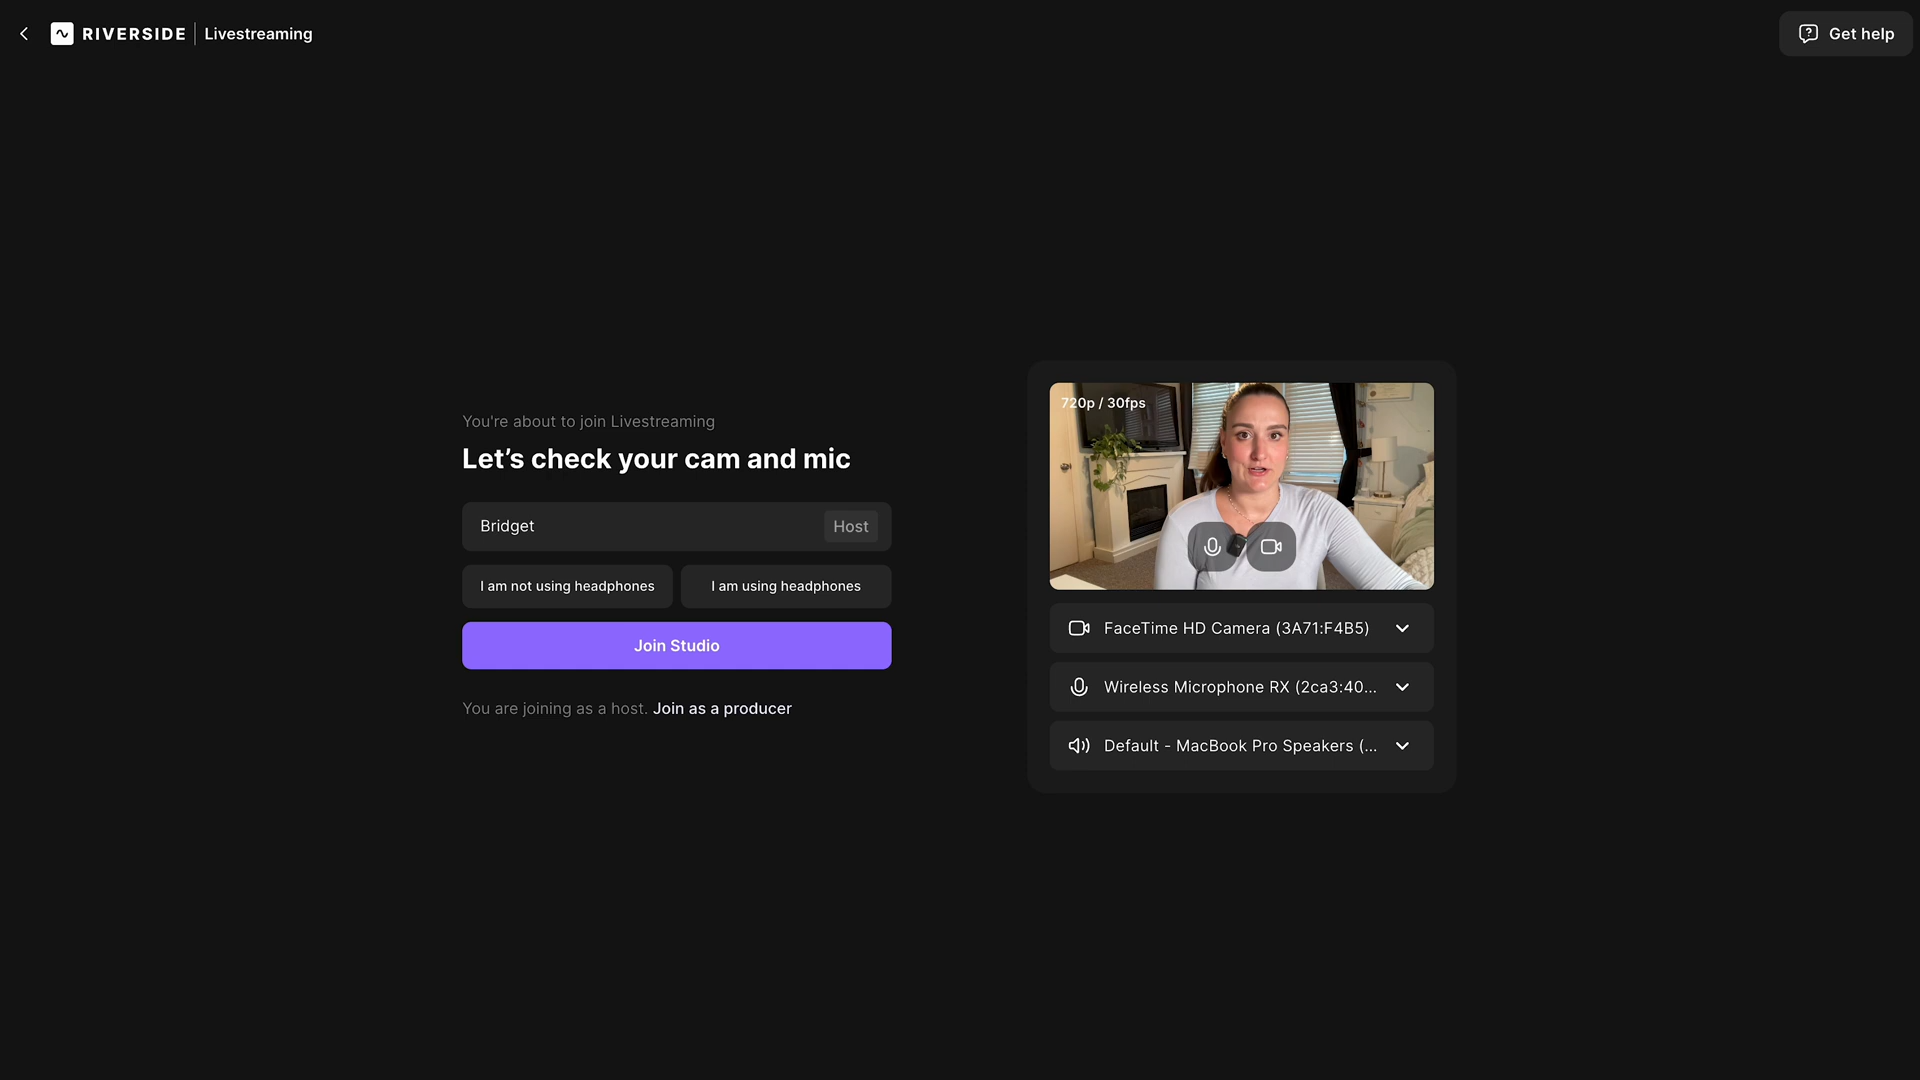 RIVERSIDE
Livestreaming
Get help
You're about to join Livestreaming
Let’s check your cam and mic
Bridget
Host
I am not using headphones
I am using headphones
Join Studio
You are joining as a host. Join as a producer
720p / 30fps
FaceTime HD Camera (3A71:F4B5)
Wireless Microphone RX (2ca3:40...
Default - MacBook Pro Speakers (...